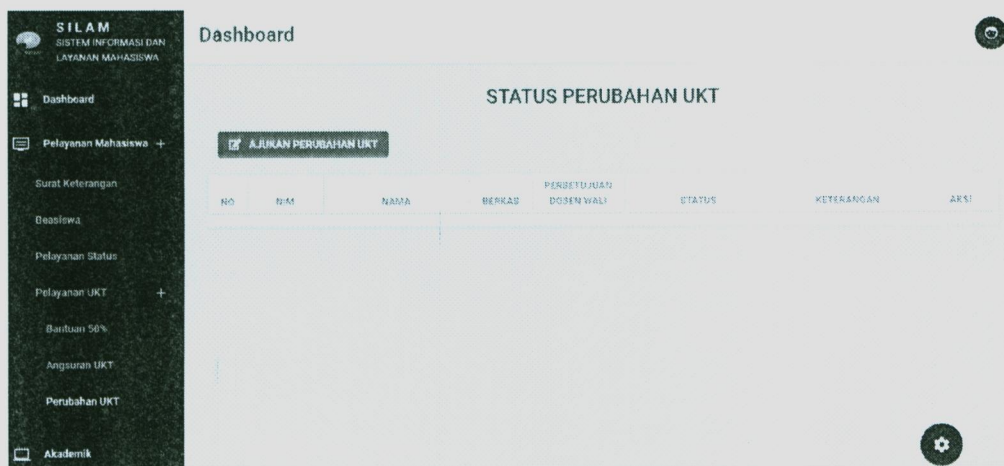 SILAM
SISTEM INFORMASI DAN
LAYANAN MAHASISWA
Dashboard
Pelayanan Mahasiswa +
Surat Keterangan
Beasiswa
Pelayanan Status
Pelayanan UKT +
Bantuan 50%
Angsuran UKT
Perubahan UKT
Akademik
Dashboard
STATUS PERUBAHAN UKT
AJUKAN PERUBAHAN UKT
NO NIM NAMA BERKAS PERSETUJUAN DOSEN WALI STATUS KETERANGAN AKSI